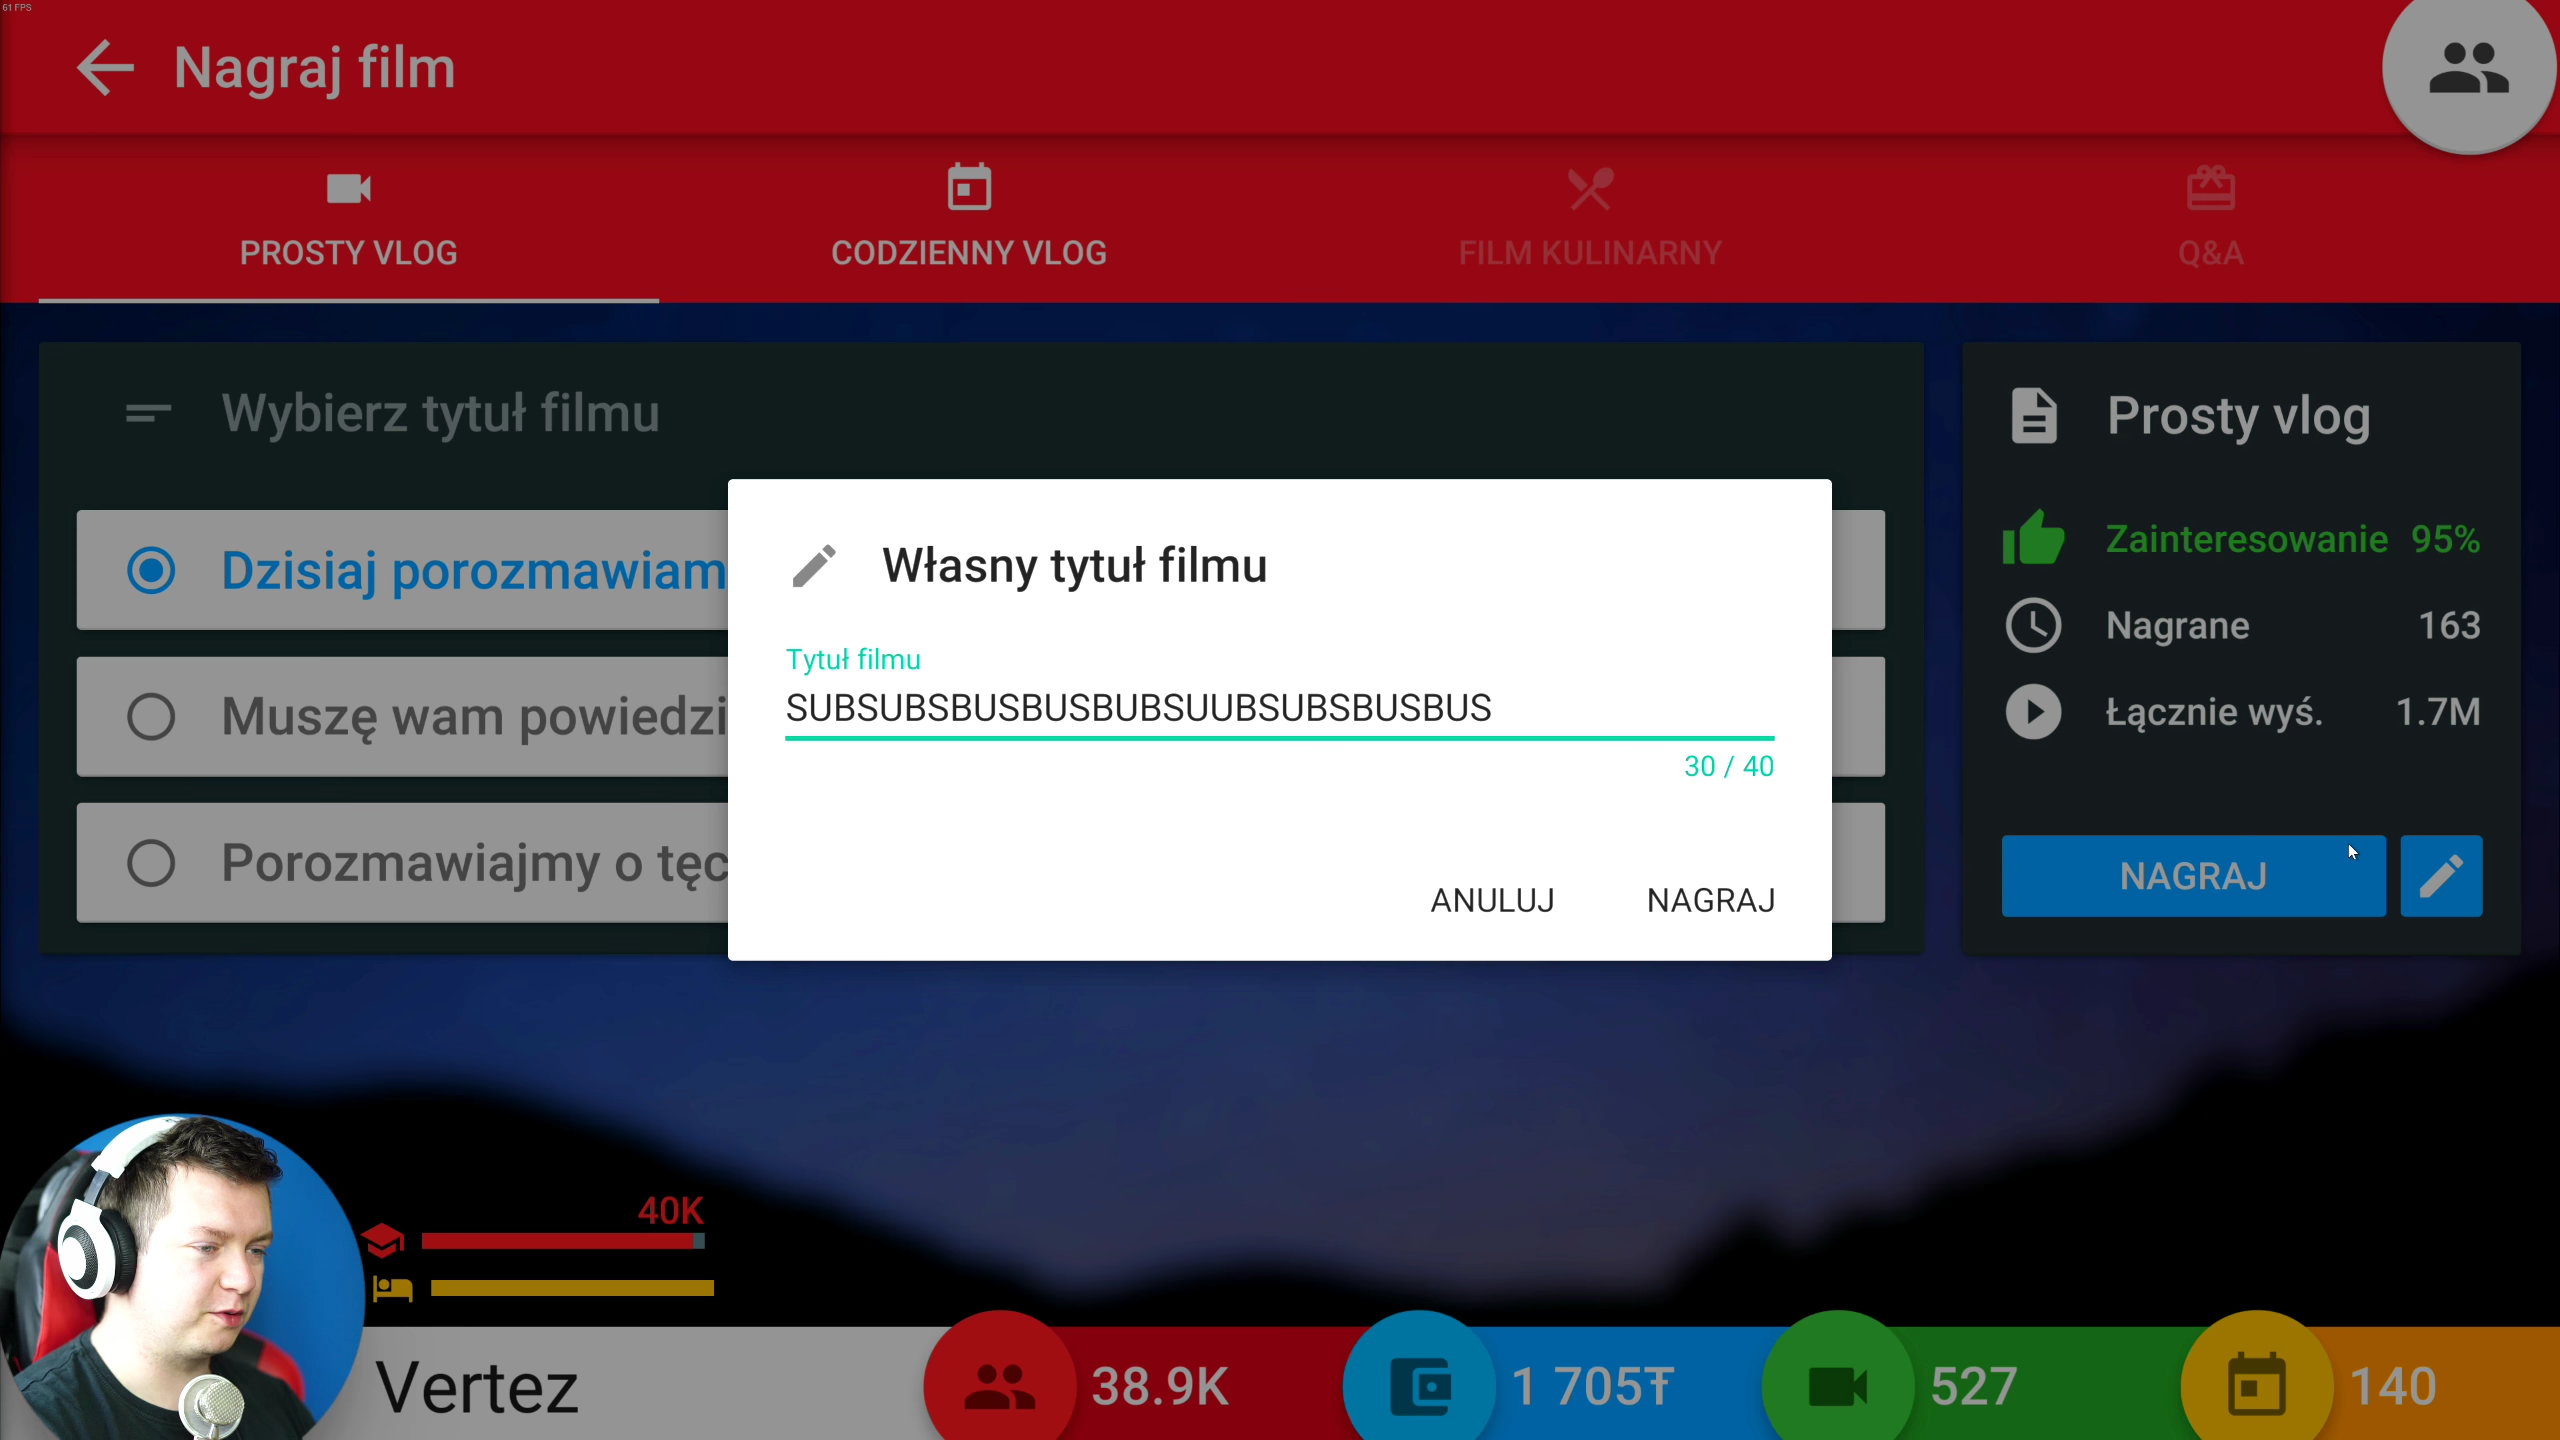 61 FPS
Nagraj film
PROSTY VLOG
CODZIENNY VLOG
FILM KULINARNY
Q&A
Wybierz tytuł filmu
Dzisiaj porozmawiam
Muszę wam powiedzi
Porozmawiajmy o tęc
Własny tytuł filmu
Tytuł filmu
SUBSUBSBUSBUSBUBSUUBSUBSBUSBUS
30 / 40
ANULUJ
NAGRAJ
Prosty vlog
Zainteresowanie 95%
Nagrane 163
Łącznie wyś. 1.7M
NAGRAJ
40K
Vertez
38.9K
1 705Ŧ
527
140